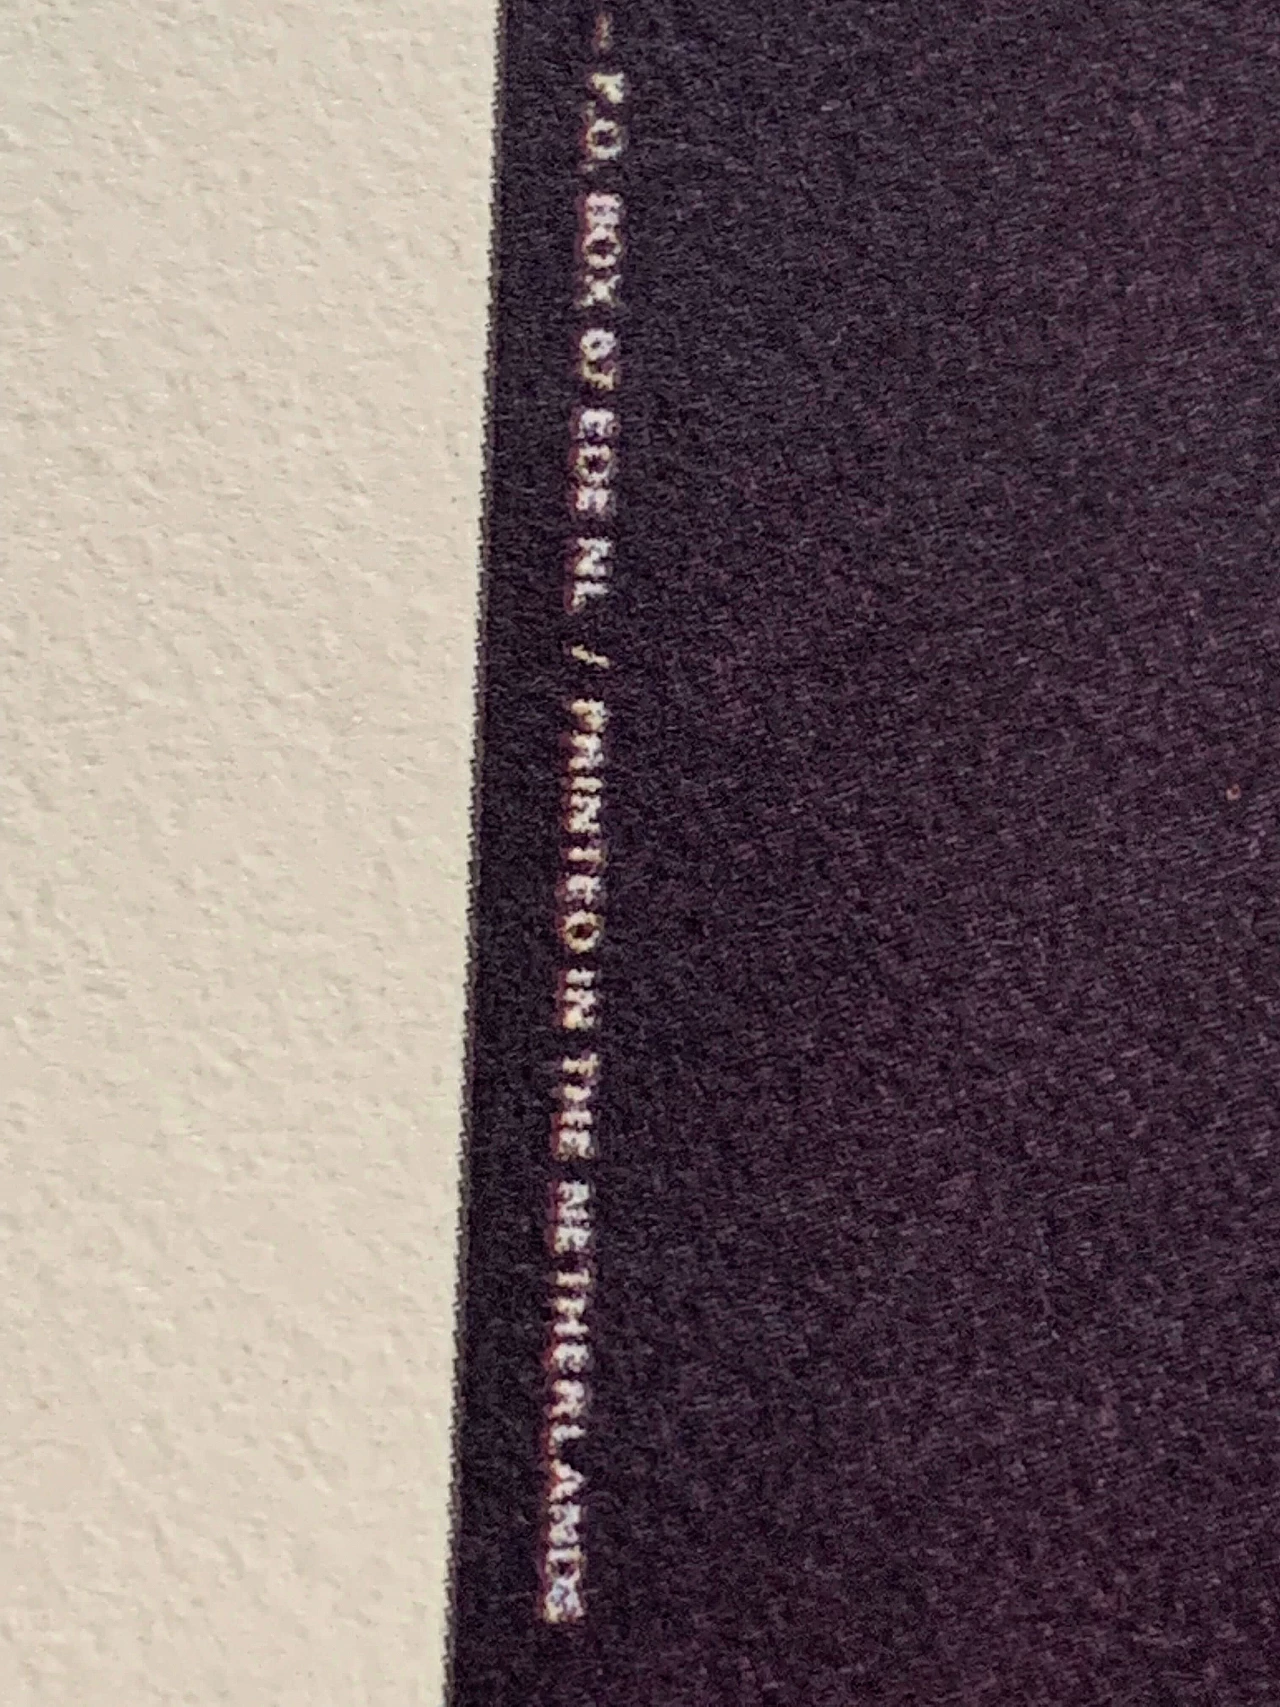 - P.O. BOX 67 EDE NL / PRINTED IN THE NETHERLANDS